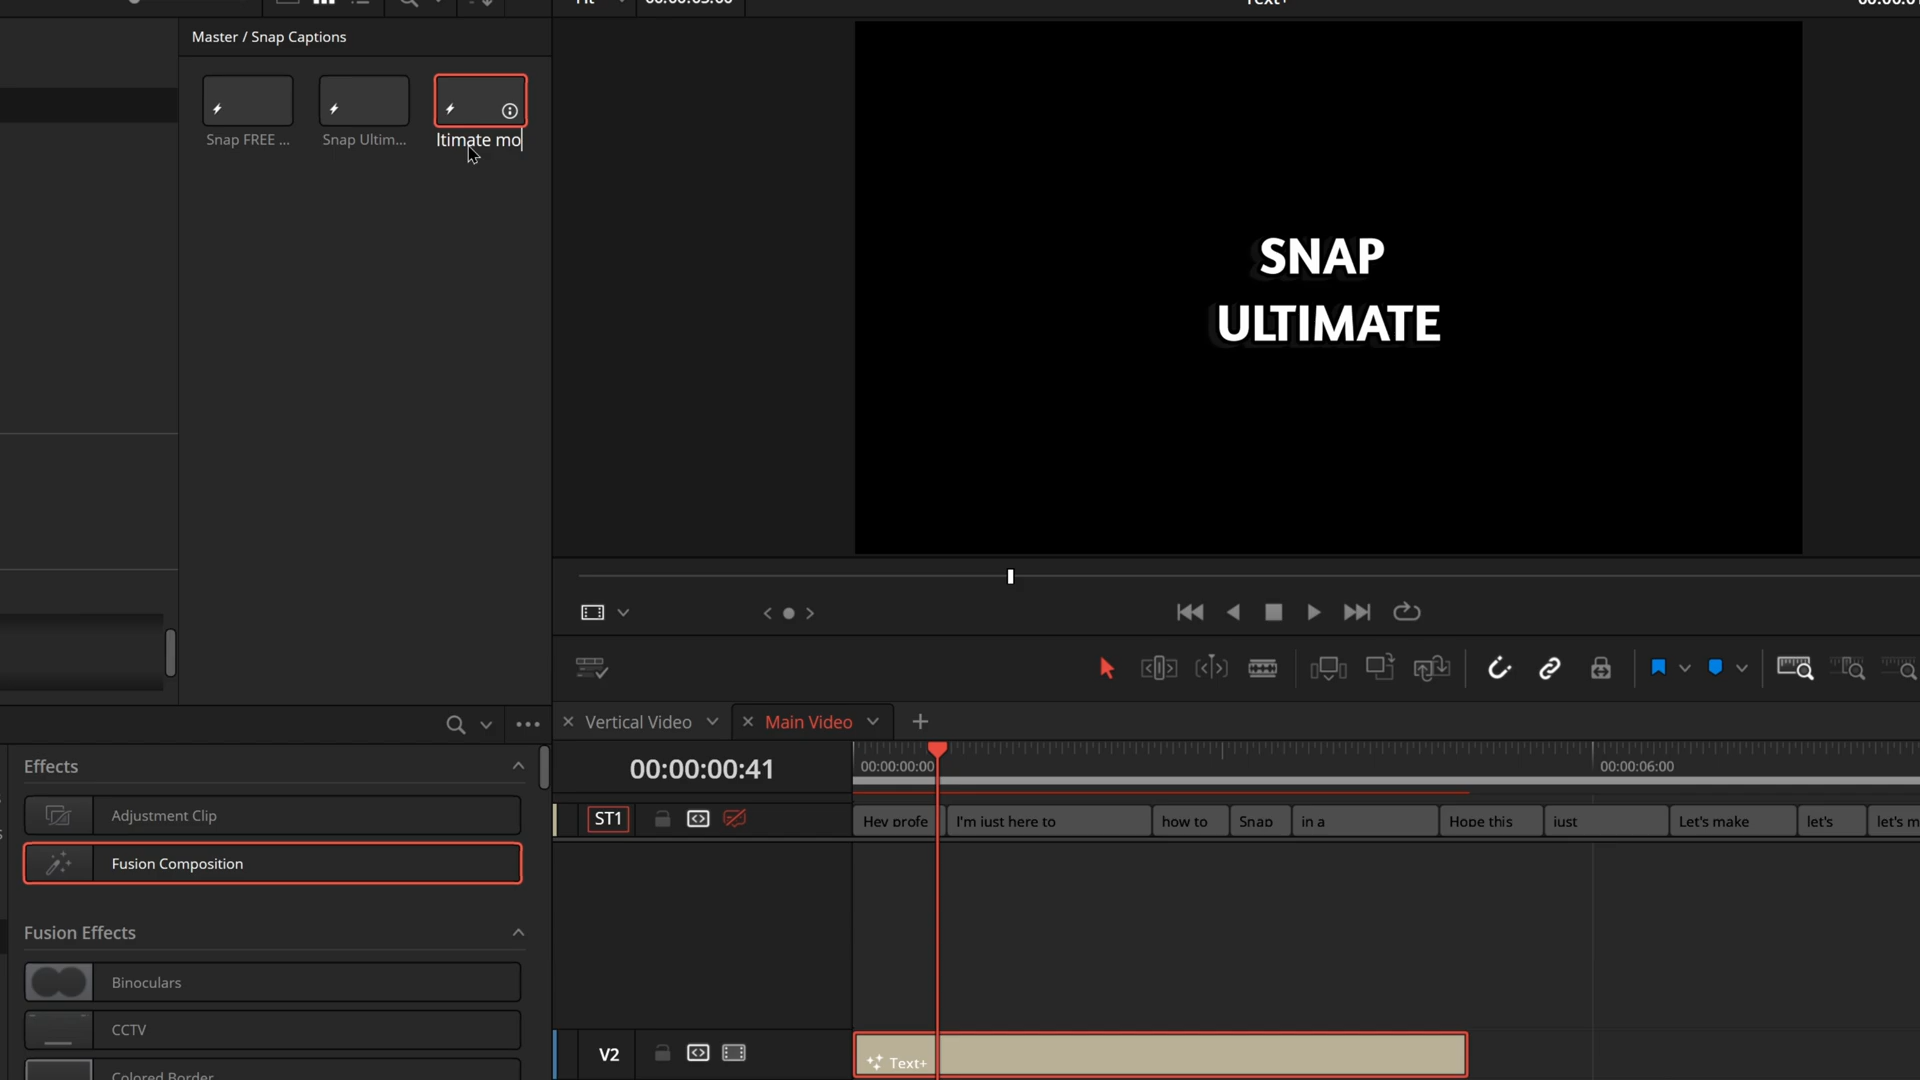 Master / Snap Captions
Snap FREE ...
Snap Ultim...
ltimate mo
SNAP
ULTIMATE
Vertical Video
Main Video
Effects
00:00:00:41
00:00:00:00
00:00:06:00
Adjustment Clip
ST1
Hey profe
I'm just here to
how to
Snap
in a
Hope this
just
Let's make
let's
let's m
Fusion Composition
Fusion Effects
Binoculars
CCTV
V2
Text+
Colored Border